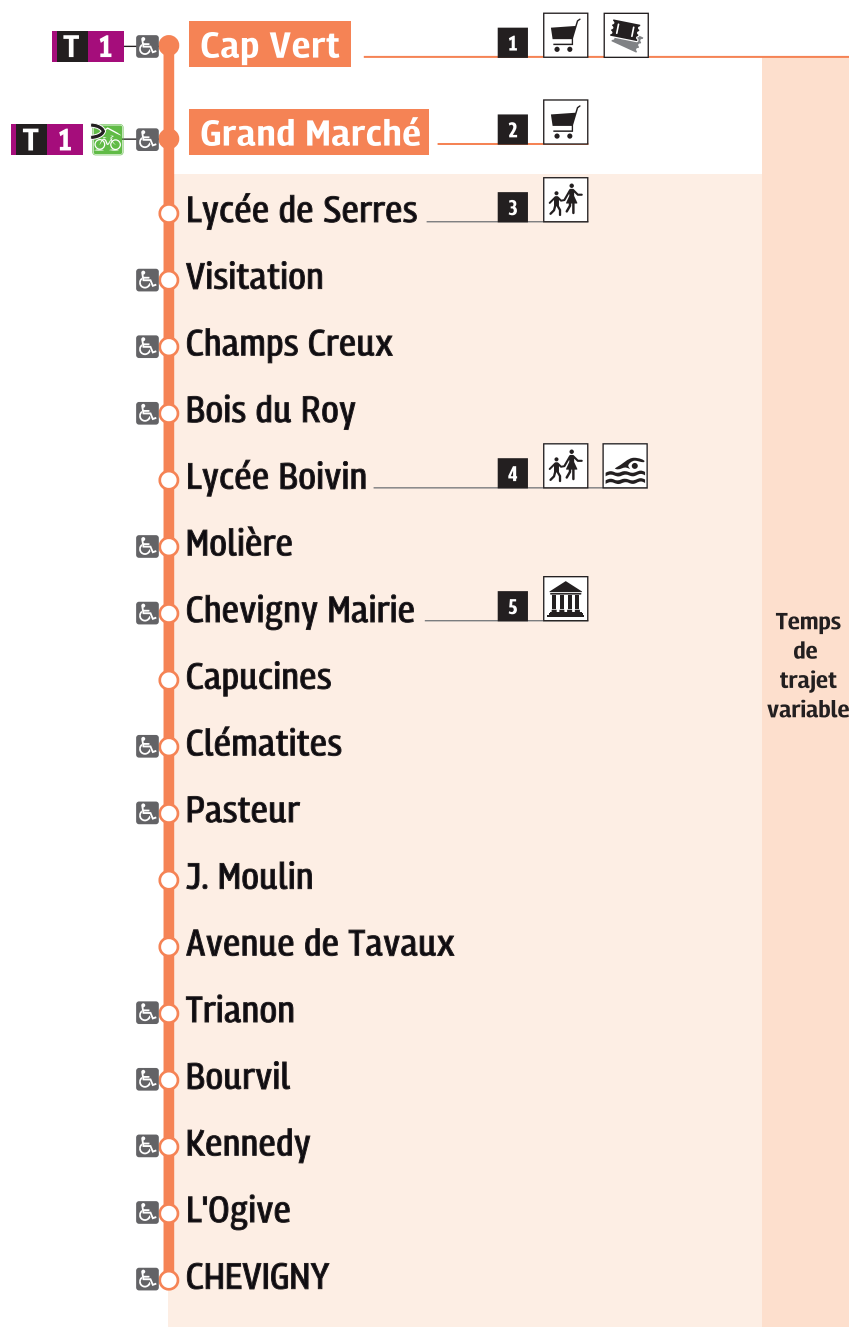 T 1 Cap Vert 1
T 1 Grand Marché 2
Lycée de Serres 3
Visitation
Champs Creux
Bois du Roy
Lycée Boivin 4
Molière
Chevigny Mairie 5
Capucines
Clématites
Pasteur
J. Moulin
Avenue de Tavaux
Trianon
Bourvil
Kennedy
L'Ogive
CHEVIGNY
Temps
de
trajet
variable